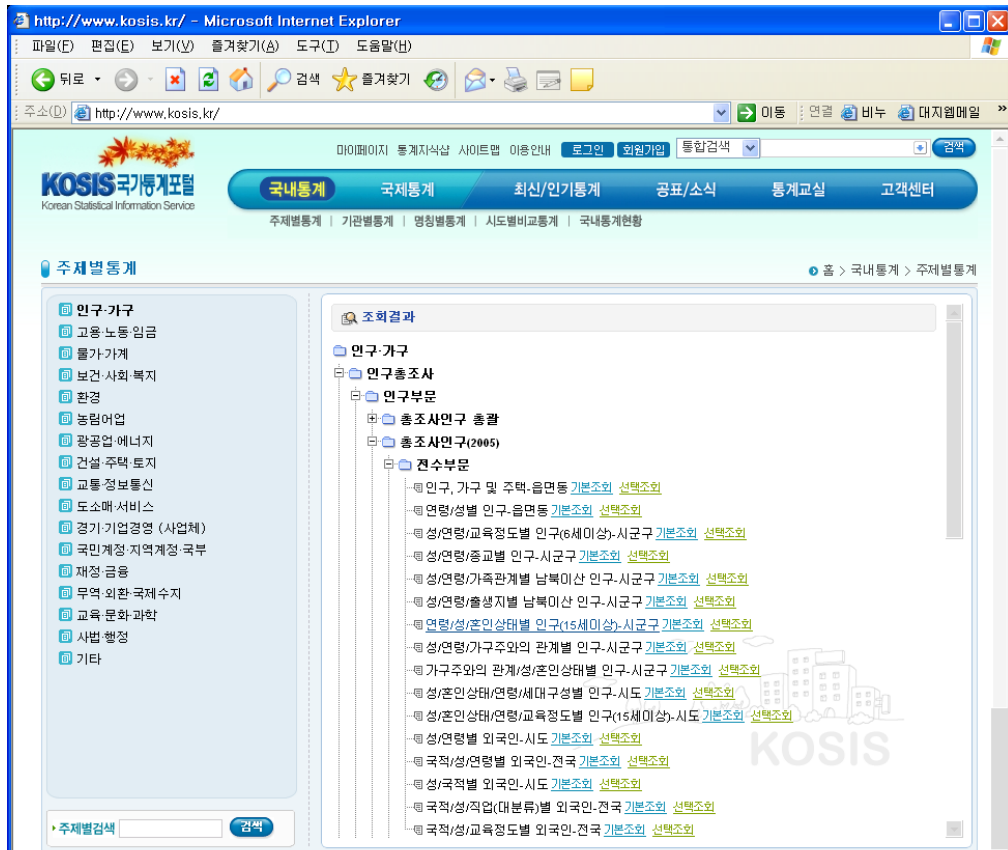 http://www.kosis.kr/ - Microsoft Internet Explorer
파일(F) 편집(E) 보기(V) 즐겨찾기(A) 도구(T) 도움말(H)
뒤로 검색 즐겨찾기
주소(D) http://www.kosis.kr/ 이동 연결 비누 대지웹메일 »
마이페이지 통계지식샵 사이트맵 이용안내 로그인 회원가입 통합검색 검색
KOSIS 국가통계포털
Korean Statistical Information Service
국내통계 국제통계 최신/인기통계 공표/소식 통계교실 고객센터
주제별통계 | 기관별통계 | 명칭별통계 | 시도별비교통계 | 국내통계현황
주제별통계
홈 > 국내통계 > 주제별통계
인구·가구
고용·노동·임금
물가·가계
보건·사회·복지
환경
농림어업
광공업·에너지
건설·주택·토지
교통·정보통신
도소매·서비스
경기·기업경영 (사업체)
국민계정·지역계정·국부
재정·금융
무역·외환·국제수지
교육·문화·과학
사법·행정
기타
주제별검색 검색
조회결과
인구·가구
인구총조사
인구부문
총조사인구 총괄
총조사인구(2005)
전수부문
인구, 가구 및 주택-읍면동 기본조회 선택조회
연령/성별 인구-읍면동 기본조회 선택조회
성/연령/교육정도별 인구(6세이상)-시군구 기본조회 선택조회
성/연령/종교별 인구-시군구 기본조회 선택조회
성/연령/가족관계별 남북이산 인구-시군구 기본조회 선택조회
성/연령/출생지별 남북이산 인구-시군구 기본조회 선택조회
연령/성/혼인상태별 인구(15세이상)-시군구 기본조회 선택조회
성/연령/가구주와의 관계별 인구-시군구 기본조회 선택조회
가구주와의 관계/성/혼인상태별 인구-시군구 기본조회 선택조회
성/혼인상태/연령/세대구성별 인구-시도 기본조회 선택조회
성/혼인상태/연령/교육정도별 인구(15세이상)-시도 기본조회 선택조회
성/연령별 외국인-시도 기본조회 선택조회
국적/성/연령별 외국인-전국 기본조회 선택조회
성/국적별 외국인-시도 기본조회 선택조회
국적/성/직업(대분류)별 외국인-전국 기본조회 선택조회
국적/성/교육정도별 외국인-전국 기본조회 선택조회
KOSIS